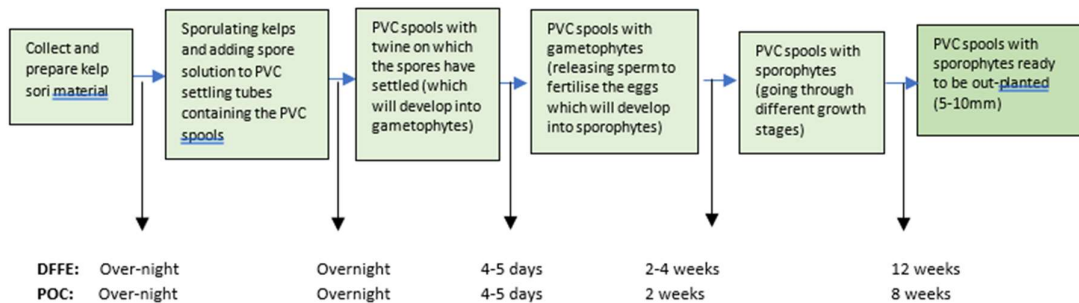 Collect and
prepare kelp
sori material
Sporulating kelps
and adding spore
solution to PVC
settling tubes
containing the PVC
spools
PVC spools with
twine on which
the spores have
settled (which
will develop into
gametophytes)
PVC spools with
gametophytes
(releasing sperm to
fertilise the eggs
which will develop
into sporophytes)
PVC spools with
sporophytes
(going through
different growth
stages)
PVC spools with
sporophytes ready
to be out-planted
(5-10mm)
DFFE: Over-night Overnight 4-5 days 2-4 weeks 12 weeks
POC: Over-night Overnight 4-5 days 2 weeks 8 weeks